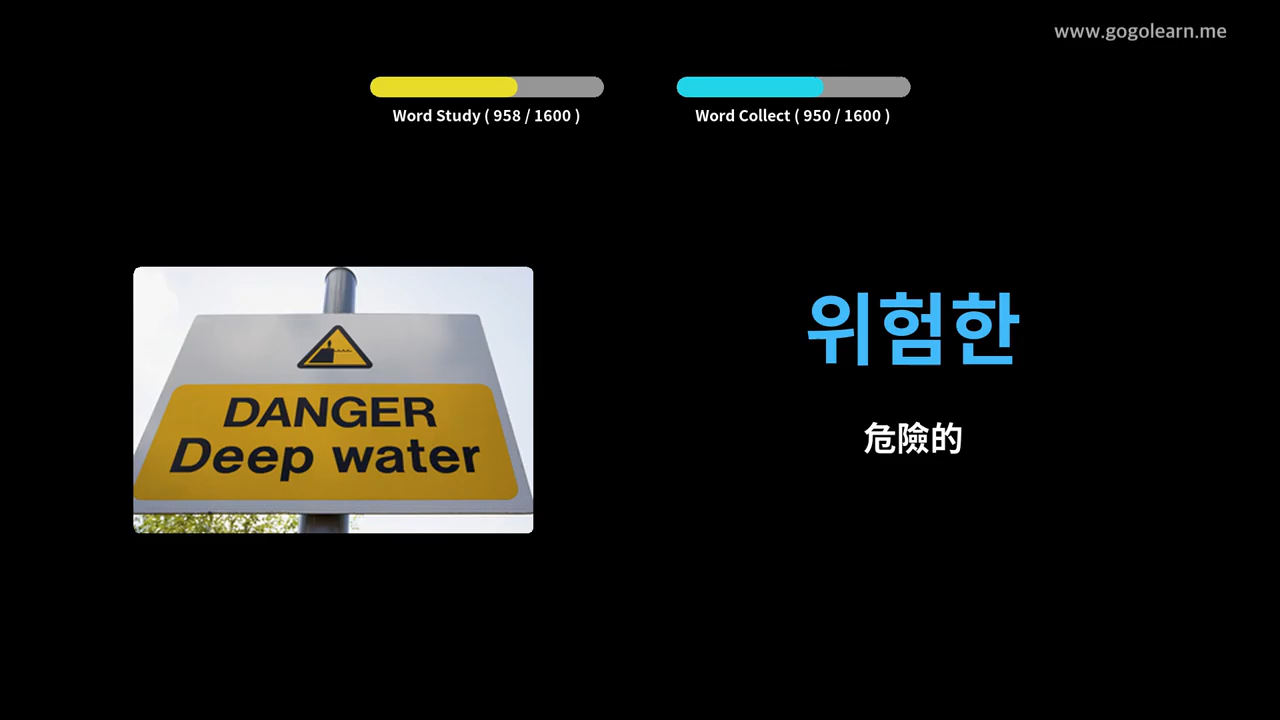 www.gogolearn.me
Word Study ( 958 / 1600 )
Word Collect ( 950 / 1600 )
DANGER
Deep water
위험한
危險的